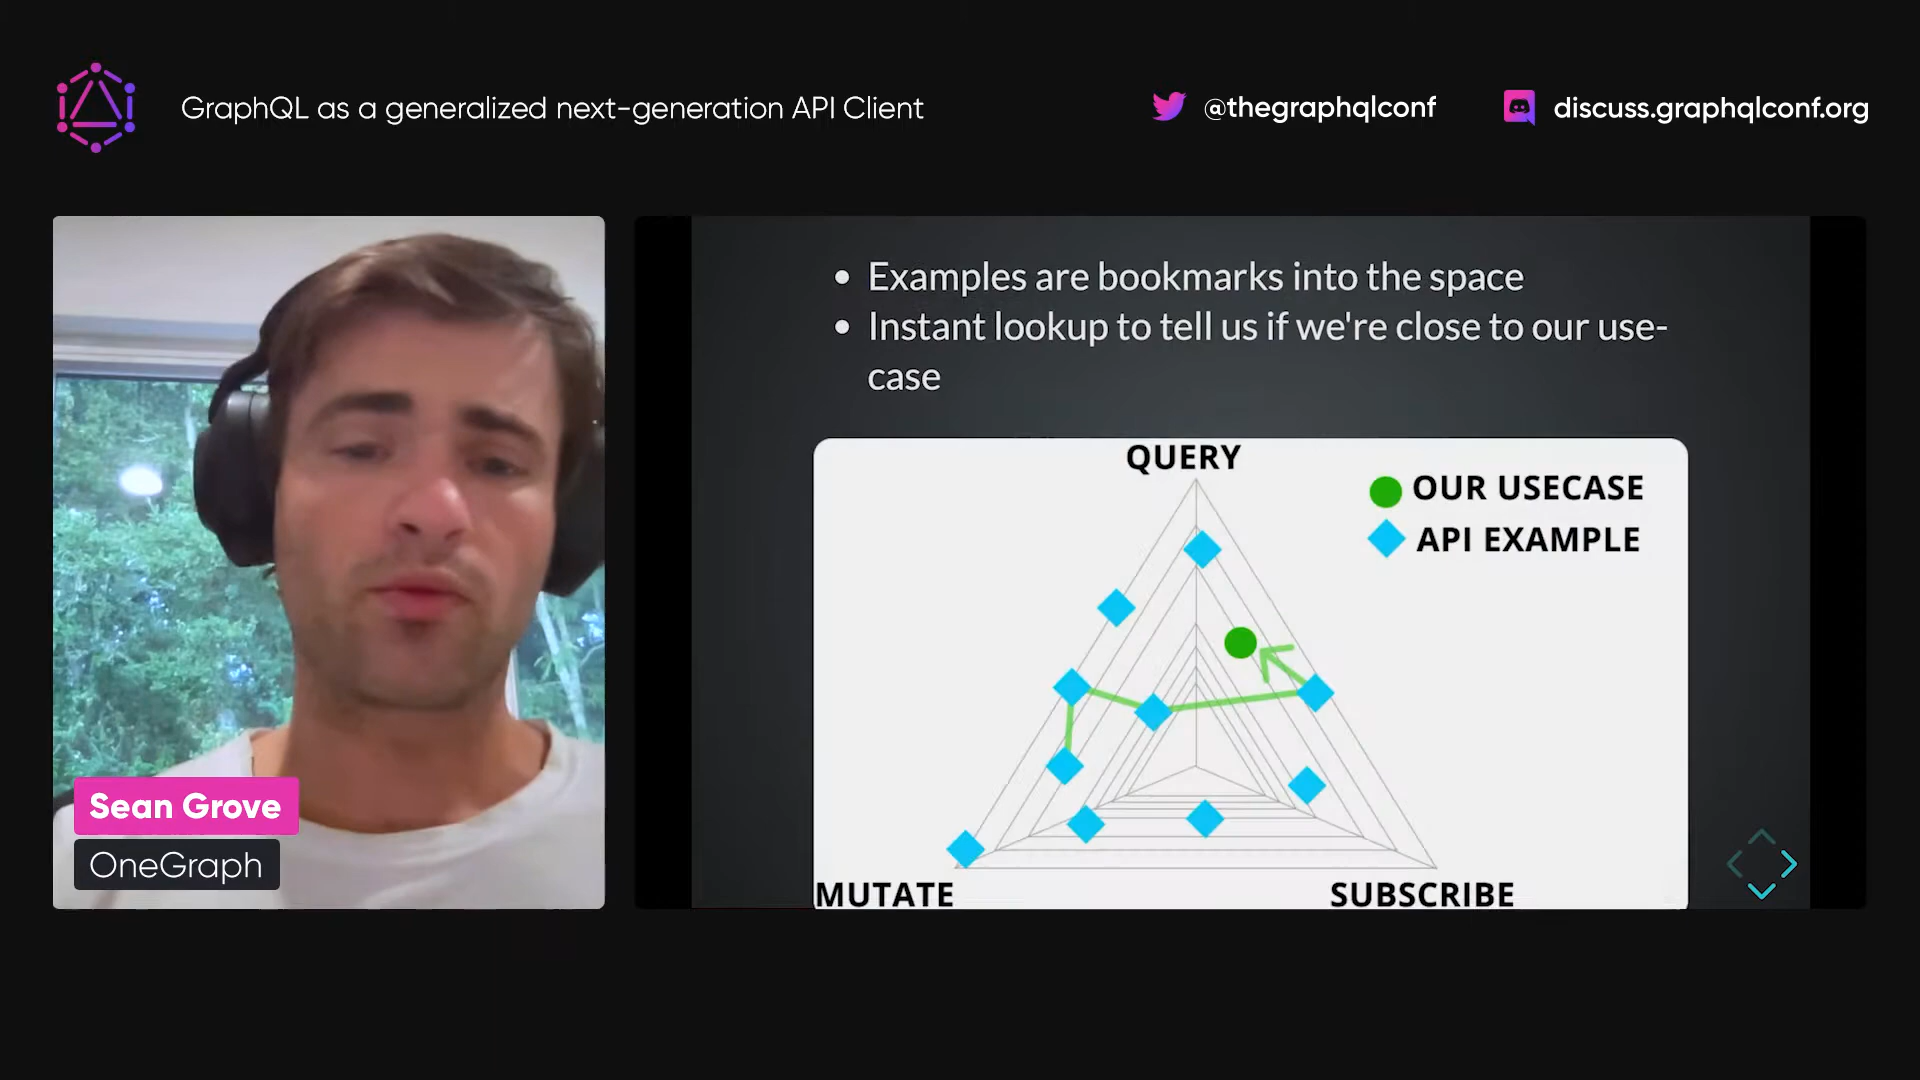 GraphQL as a generalized next-generation API Client
@thegraphqlconf
discuss.graphqlconf.org
Examples are bookmarks into the space
Instant lookup to tell us if we're close to our use-
case
QUERY
OUR USECASE
API EXAMPLE
MUTATE
SUBSCRIBE
Sean Grove
OneGraph